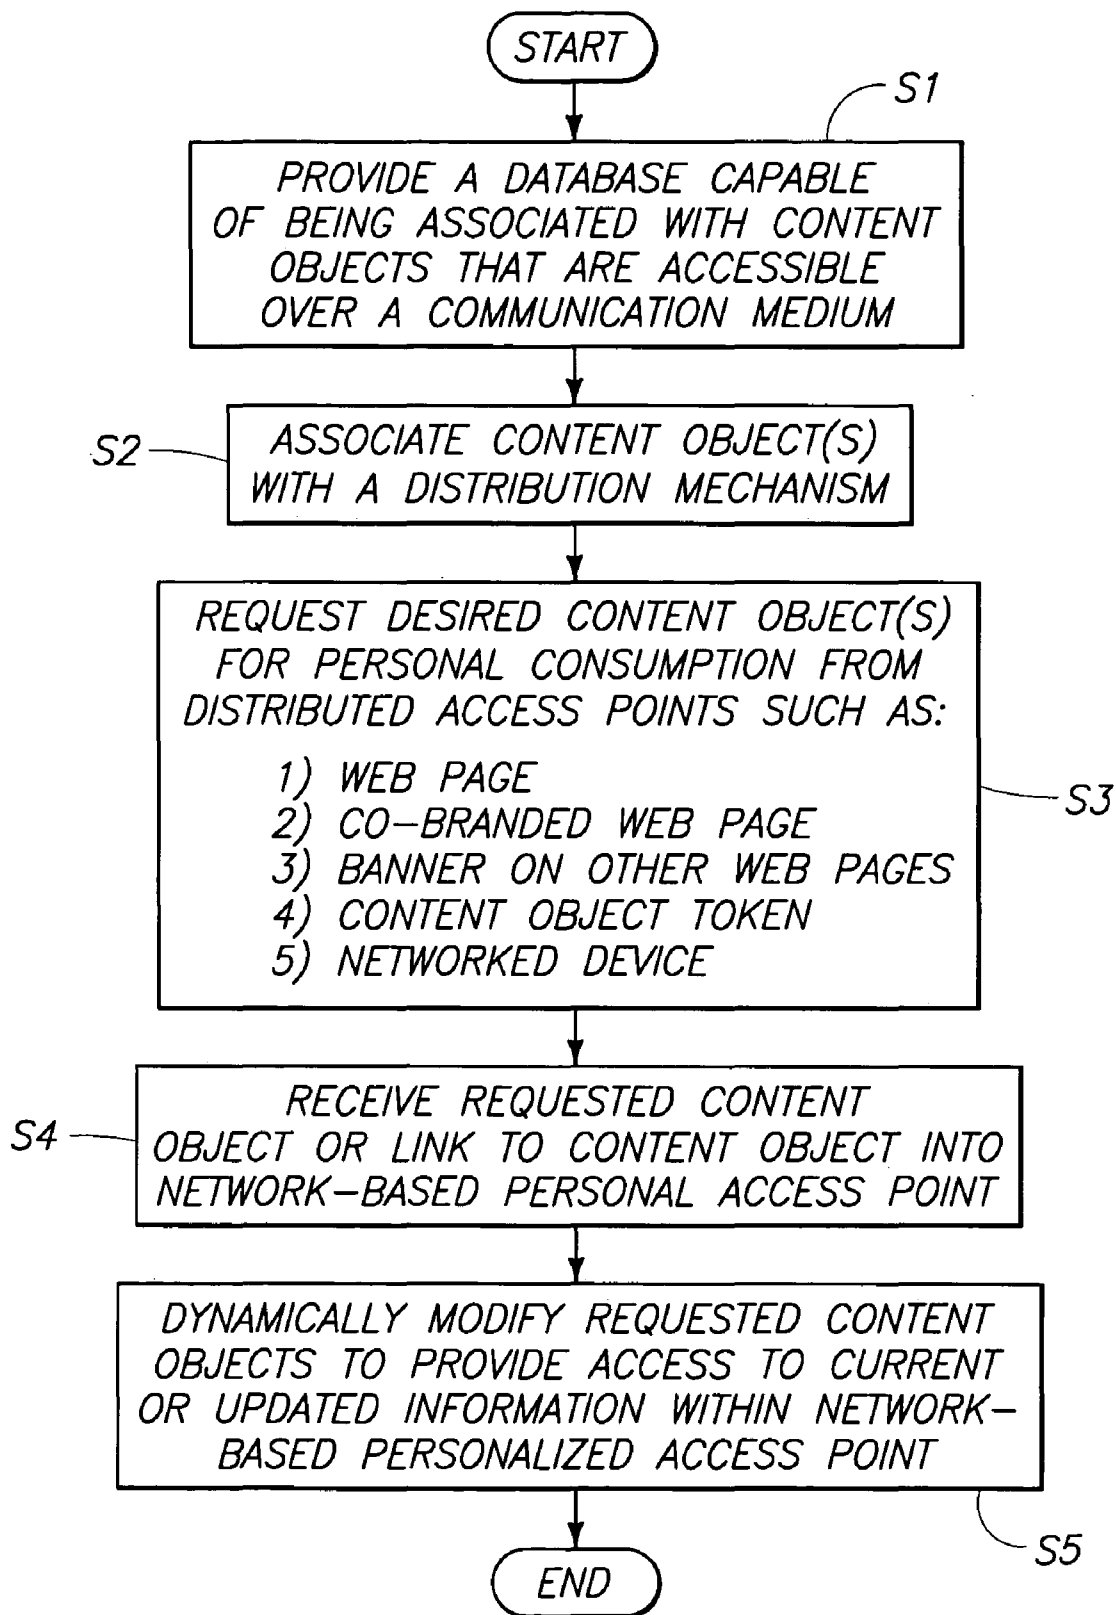 START
S1
PROVIDE A DATABASE CAPABLE
OF BEING ASSOCIATED WITH CONTENT
OBJECTS THAT ARE ACCESSIBLE
OVER A COMMUNICATION MEDIUM
S2
ASSOCIATE CONTENT OBJECT(S)
WITH A DISTRIBUTION MECHANISM
REQUEST DESIRED CONTENT OBJECT(S)
FOR PERSONAL CONSUMPTION FROM
DISTRIBUTED ACCESS POINTS SUCH AS:
1) WEB PAGE
2) CO-BRANDED WEB PAGE
3) BANNER ON OTHER WEB PAGES
4) CONTENT OBJECT TOKEN
5) NETWORKED DEVICE
S3
S4
RECEIVE REQUESTED CONTENT
OBJECT OR LINK TO CONTENT OBJECT INTO
NETWORK-BASED PERSONAL ACCESS POINT
DYNAMICALLY MODIFY REQUESTED CONTENT
OBJECTS TO PROVIDE ACCESS TO CURRENT
OR UPDATED INFORMATION WITHIN NETWORK-
BASED PERSONALIZED ACCESS POINT
S5
END